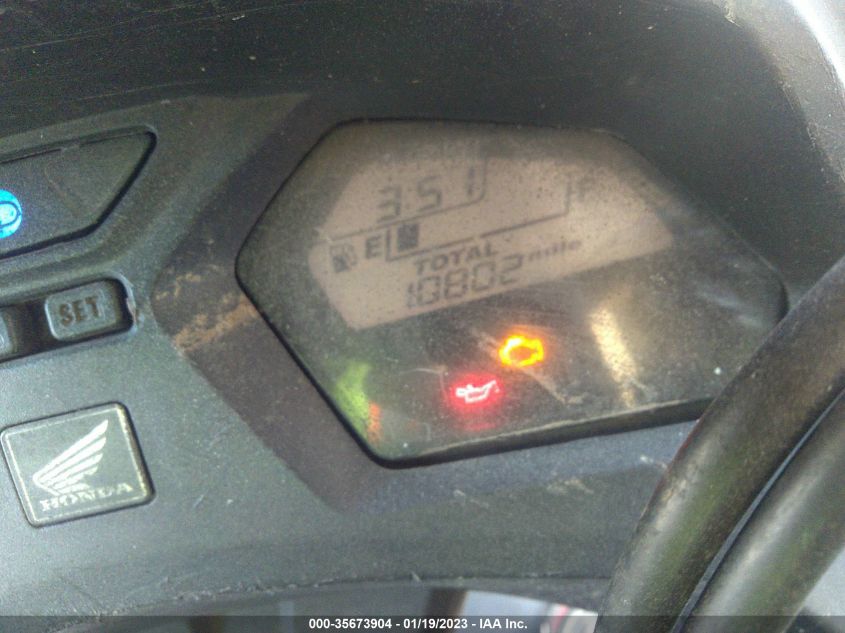 3:51
F
E
TOTAL
10802 mile
SET
HONDA
000-35673904 - 01/19/2023 - IAA Inc.